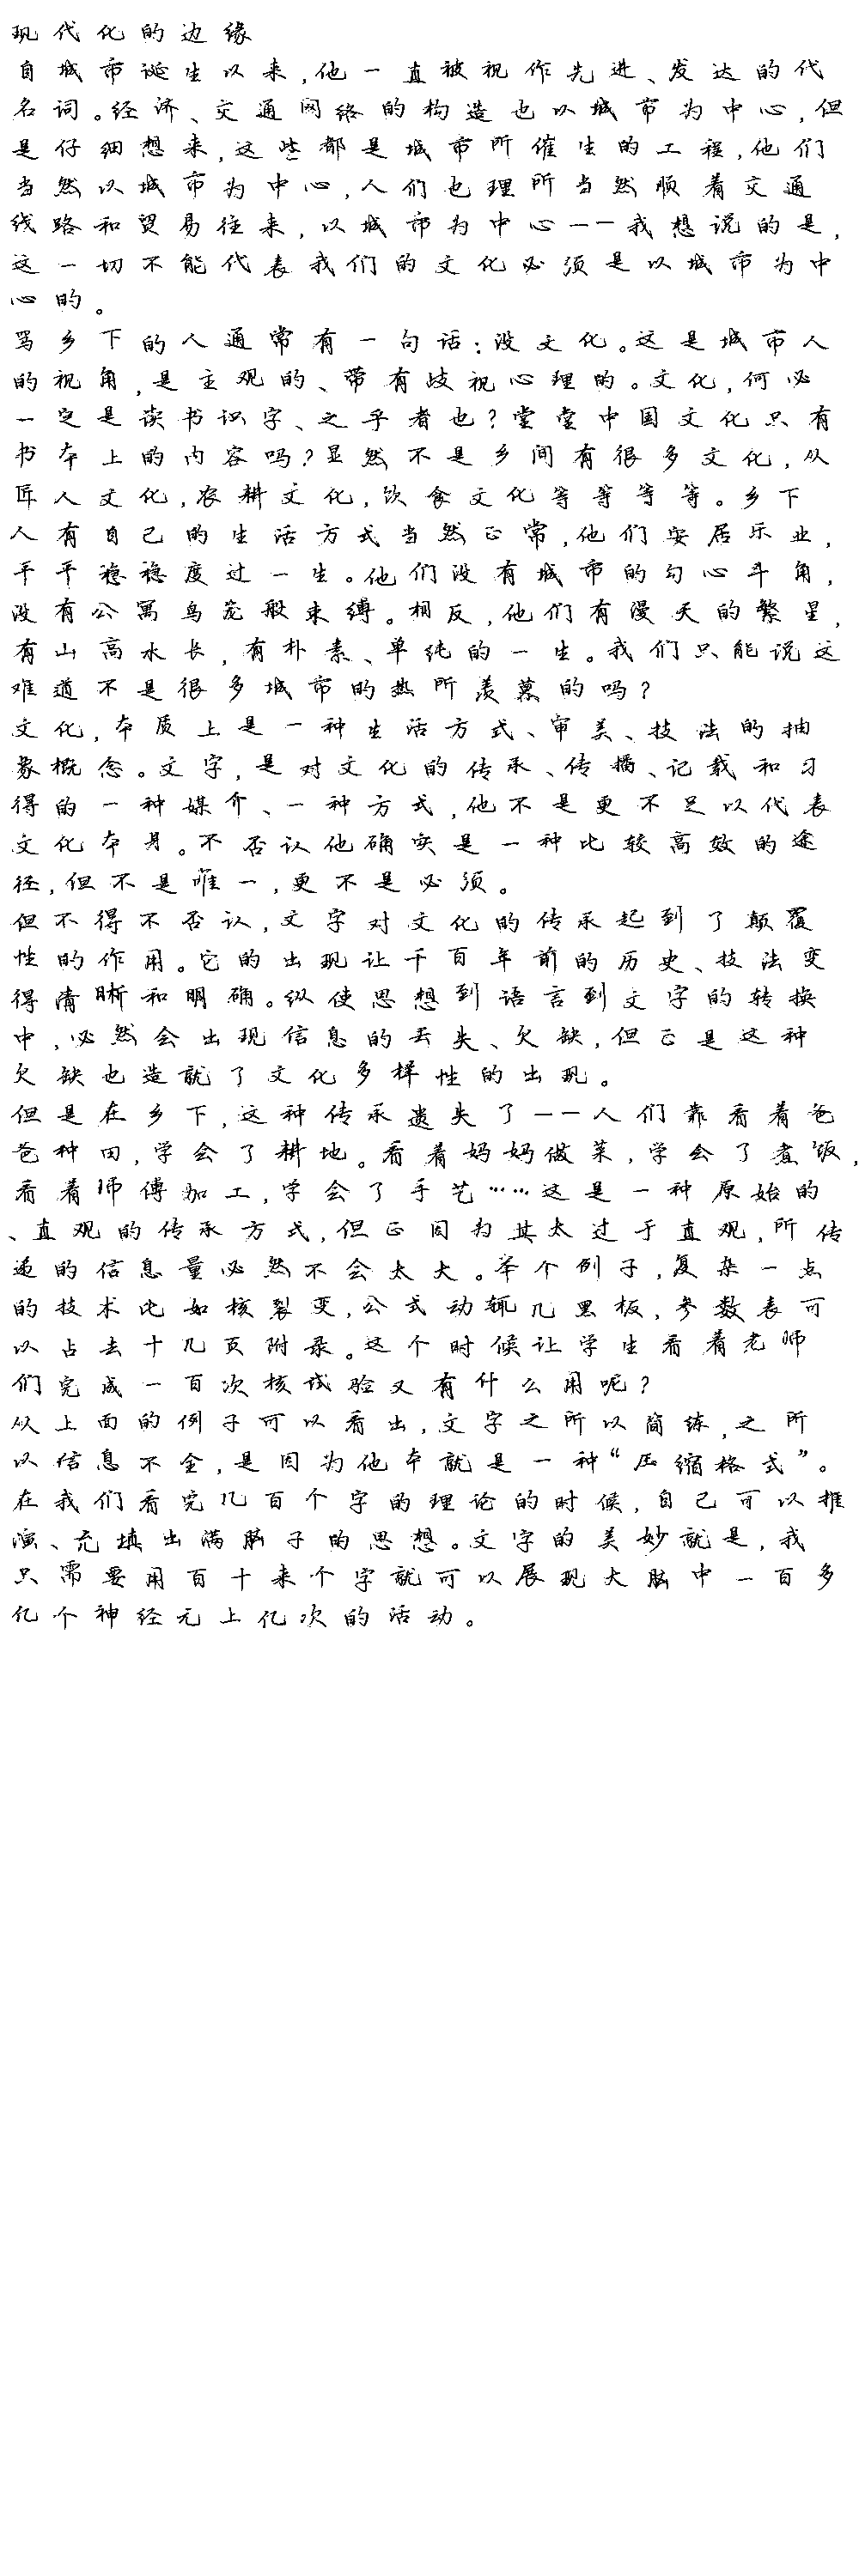 现代化的边缘
自城市诞生以来,他一直被视作先进、发达的代
名词。经济、交通网络的构造也以城市为中心,但
是仔细想来,这些都是城市所催生的工程,他们
当然以城市为中心,人们也理所当然顺着交通
线路和贸易往来,以城市为中心——我想说的是,
这一切不能代表我们的文化必须是以城市为中
心的。
骂乡下的人通常有一句话:没文化。这是城市人
的视角,是主观的、带有歧视心理的。文化,何必
一定是读书识字、之乎者也?堂堂中国文化只有
书本上的内容吗?显然不是乡间有很多文化,从
匠人文化,农耕文化,饮食文化等等等等。乡下
人有自己的生活方式当然正常,他们安居乐业,
平平稳稳度过一生。他们没有城市的勾心斗角,
没有公寓鸟笼般束缚。相反,他们有漫天的繁星,
有山高水长,有朴素、单纯的一生。我们只能说这
难道不是很多城市的热所羡慕的吗?
文化,本质上是一种生活方式、审美、技法的抽
象概念。文字,是对文化的传承、传播、记载和习
得的一种媒介、一种方式,他不是更不足以代表
文化本身。不否认他确实是一种比较高效的途
径,但不是唯一,更不是必须。
但不得不否认,文字对文化的传承起到了颠覆
性的作用。它的出现让千百年前的历史、技法变
得清晰和明确。纵使思想到语言到文字的转换
中,必然会出现信息的丢失、欠缺,但正是这种
欠缺也造就了文化多样性的出现。
但是在乡下,这种传承遗失了——人们靠看着爸
爸种田,学会了耕地。看着妈妈做菜,学会了煮饭,
看着师傅加工,学会了手艺……这是一种原始的
、直观的传承方式,但正因为其太过于直观,所传
递的信息量必然不会太大。举个例子,复杂一点
的技术比如核裂变,公式动辄几黑板,参数表可
以占去十几页附录。这个时候让学生看着老师
们完成一百次核试验又有什么用呢?
从上面的例子可以看出,文字之所以简练,之所
以信息不全,是因为他本就是一种“压缩格式”。
在我们看完几百个字的理论的时候,自己可以推
演、充填出满脑子的思想。文字的美妙就是,我
只需要用百十来个字就可以展现大脑中一百多
亿个神经元上亿次的活动。